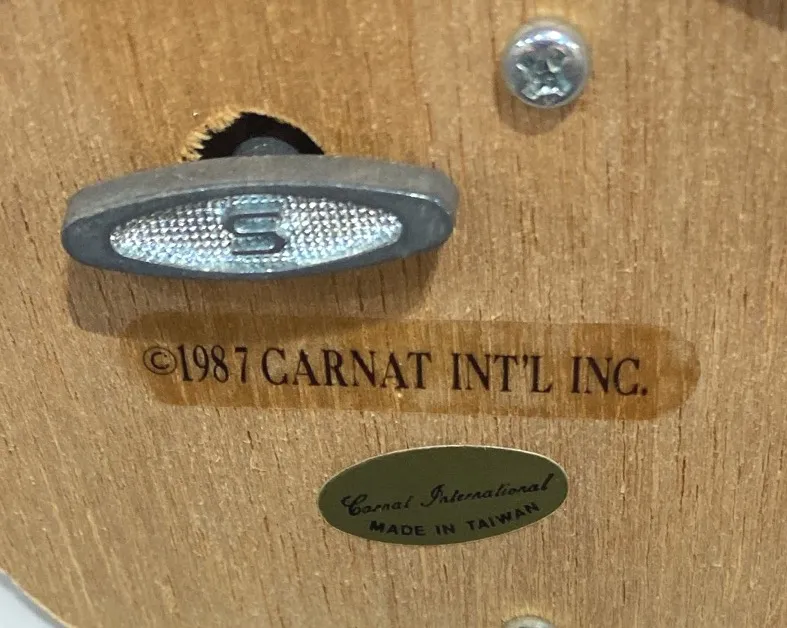 S
©1987 CARNAT INT'L INC.
Carnat International
MADE IN TAIWAN